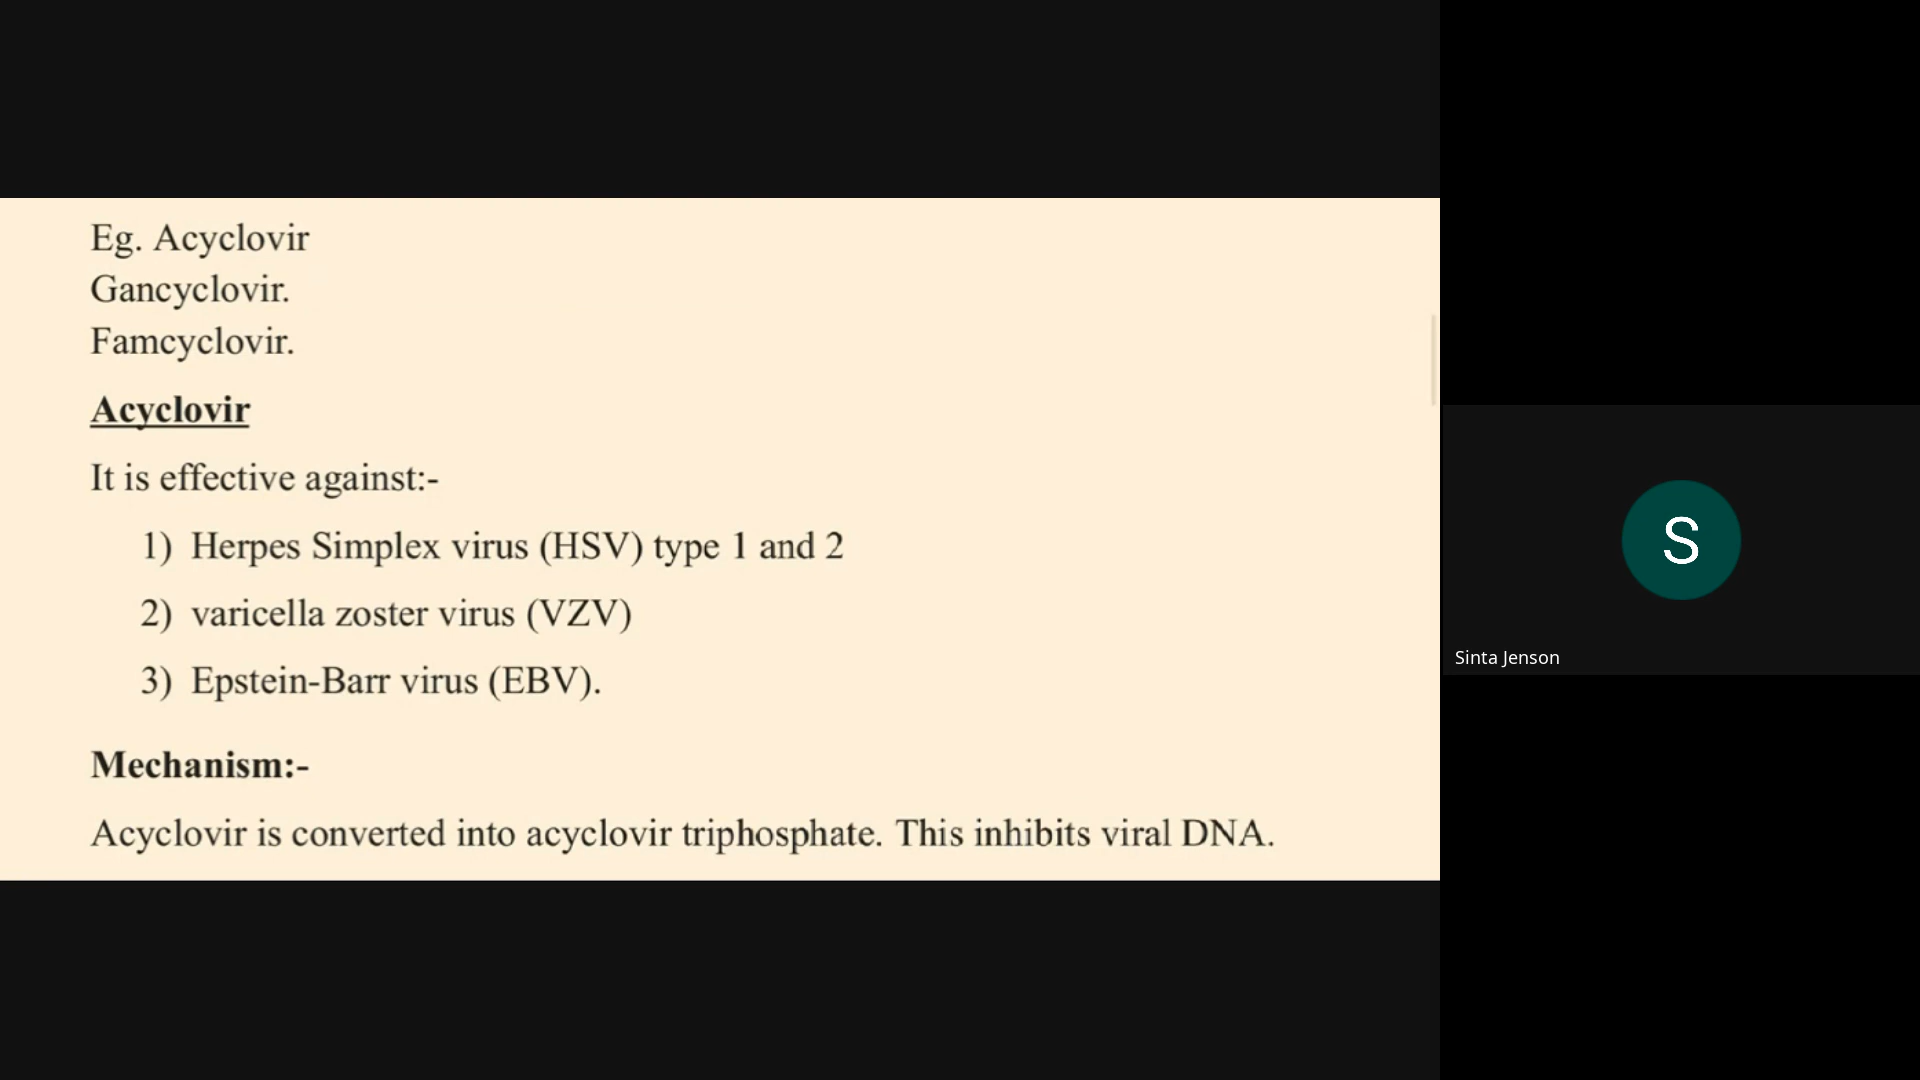 Eg. Acyclovir
Gancyclovir.
Famcyclovir.
Acyclovir
It is effective against:-
1) Herpes Simplex virus (HSV) type 1 and 2
2) varicella zoster virus (VZV)
3) Epstein-Barr virus (EBV).
Mechanism:-
Acyclovir is converted into acyclovir triphosphate. This inhibits viral DNA.
S
Sinta Jenson